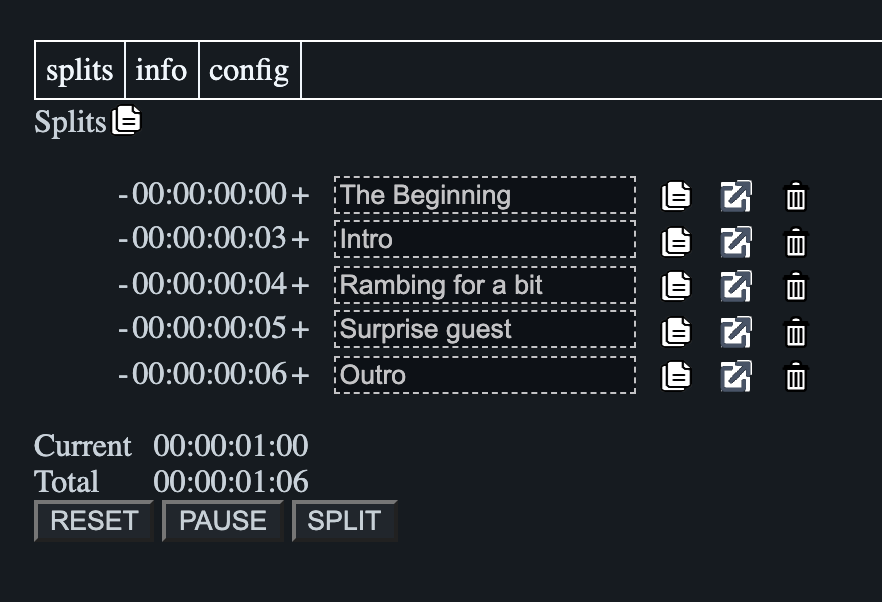 splits info config
Splits
-00:00:00:00+ The Beginning
-00:00:00:03+ Intro
-00:00:00:04+ Rambing for a bit
-00:00:00:05+ Surprise guest
-00:00:00:06+ Outro
Current 00:00:01:00
Total 00:00:01:06
RESET PAUSE SPLIT